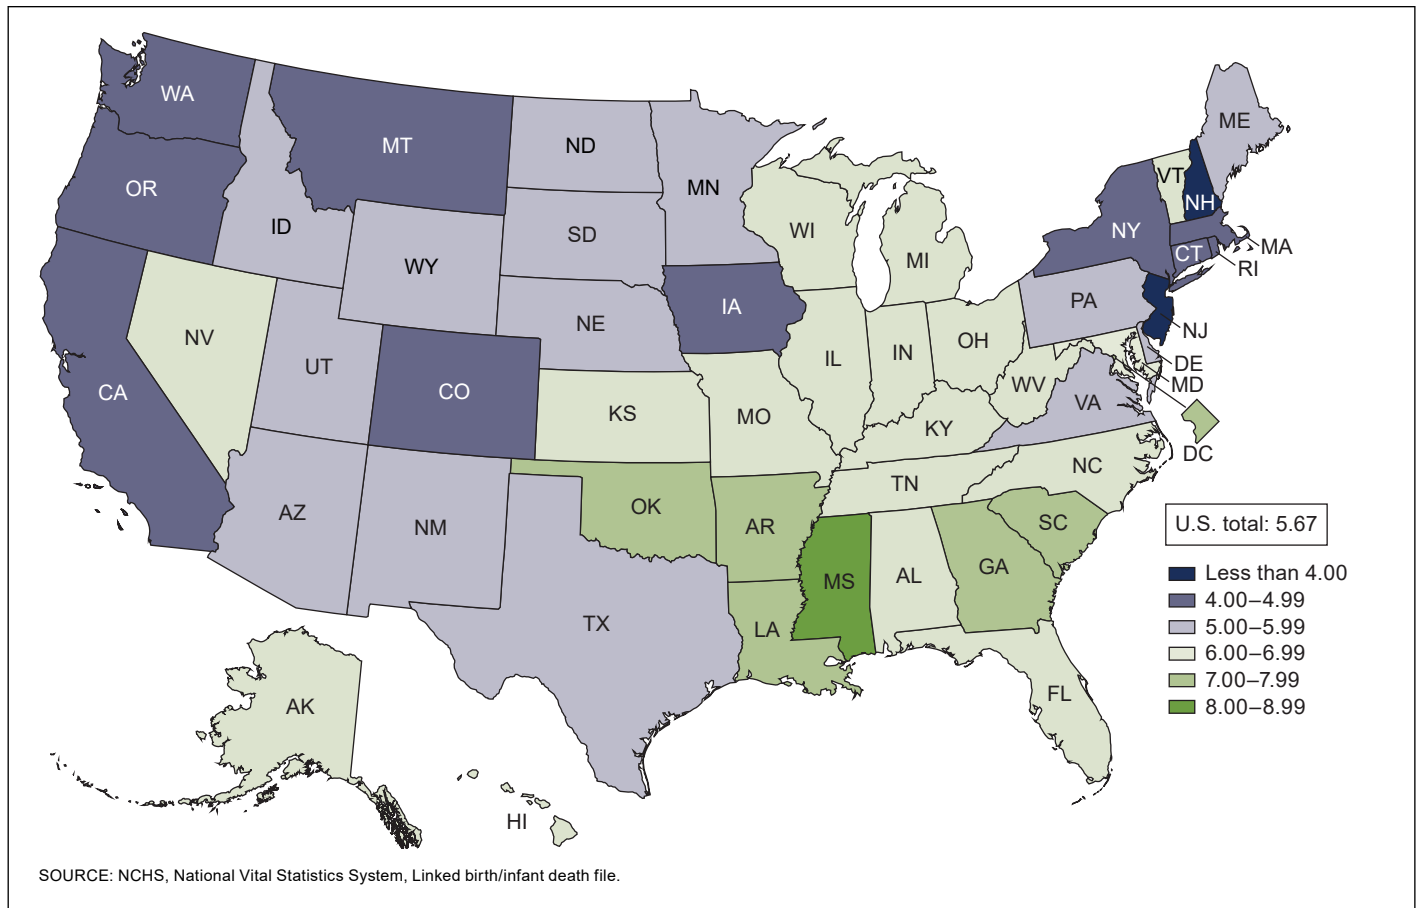 WA
MT
ND
ME
OR
ID
MN
VT
NH
SD
WI
NY
MA
WY
MI
CT
RI
IA
PA
NE
NJ
NV
IL
IN
OH
DE
UT
MD
CA
CO
WV
VA
KS
MO
KY
DC
NC
TN
AZ
NM
OK
AR
SC
U.S. total: 5.67
MS
AL
GA
Less than 4.00
4.00–4.99
TX
LA
5.00–5.99
6.00–6.99
7.00–7.99
8.00–8.99
AK
FL
HI
SOURCE: NCHS, National Vital Statistics System, Linked birth/infant death file.